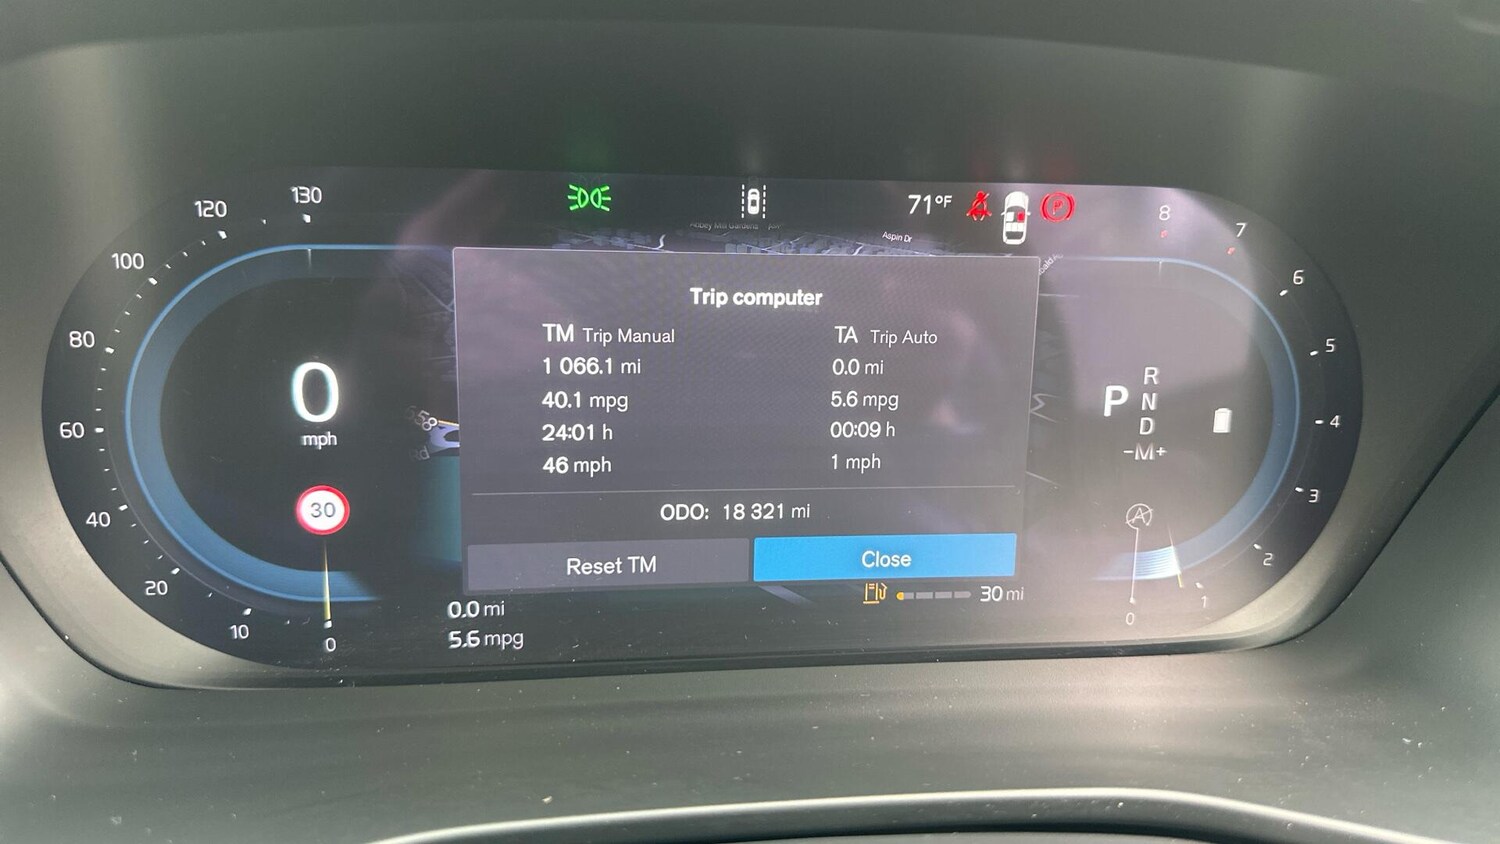 130
120
100
80
60
40
20
10
0
0
mph
30
71°F
Aspin Dr
Trip computer
TM Trip Manual
1 066.1 mi
40.1 mpg
24:01 h
46 mph
TA Trip Auto
0.0 mi
5.6 mpg
00:09 h
1 mph
ODO: 18 321 mi
Reset TM
Close
0.0 mi
5.6 mpg
30 mi
P
R
N
D
-M+
A
8
7
6
5
4
3
2
1
0